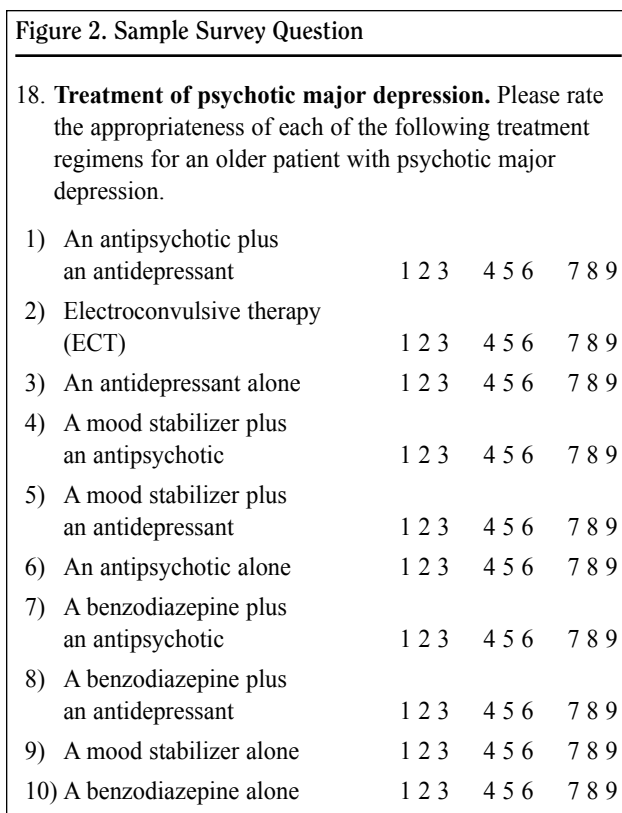 Figure 2. Sample Survey Question
18. Treatment of psychotic major depression. Please rate
the appropriateness of each of the following treatment
regimens for an older patient with psychotic major
depression.
1) An antipsychotic plus
an antidepressant 1 2 3 4 5 6 7 8 9
2) Electroconvulsive therapy
(ECT) 1 2 3 4 5 6 7 8 9
3) An antidepressant alone 1 2 3 4 5 6 7 8 9
4) A mood stabilizer plus
an antipsychotic 1 2 3 4 5 6 7 8 9
5) A mood stabilizer plus
an antidepressant 1 2 3 4 5 6 7 8 9
6) An antipsychotic alone 1 2 3 4 5 6 7 8 9
7) A benzodiazepine plus
an antipsychotic 1 2 3 4 5 6 7 8 9
8) A benzodiazepine plus
an antidepressant 1 2 3 4 5 6 7 8 9
9) A mood stabilizer alone 1 2 3 4 5 6 7 8 9
10) A benzodiazepine alone 1 2 3 4 5 6 7 8 9